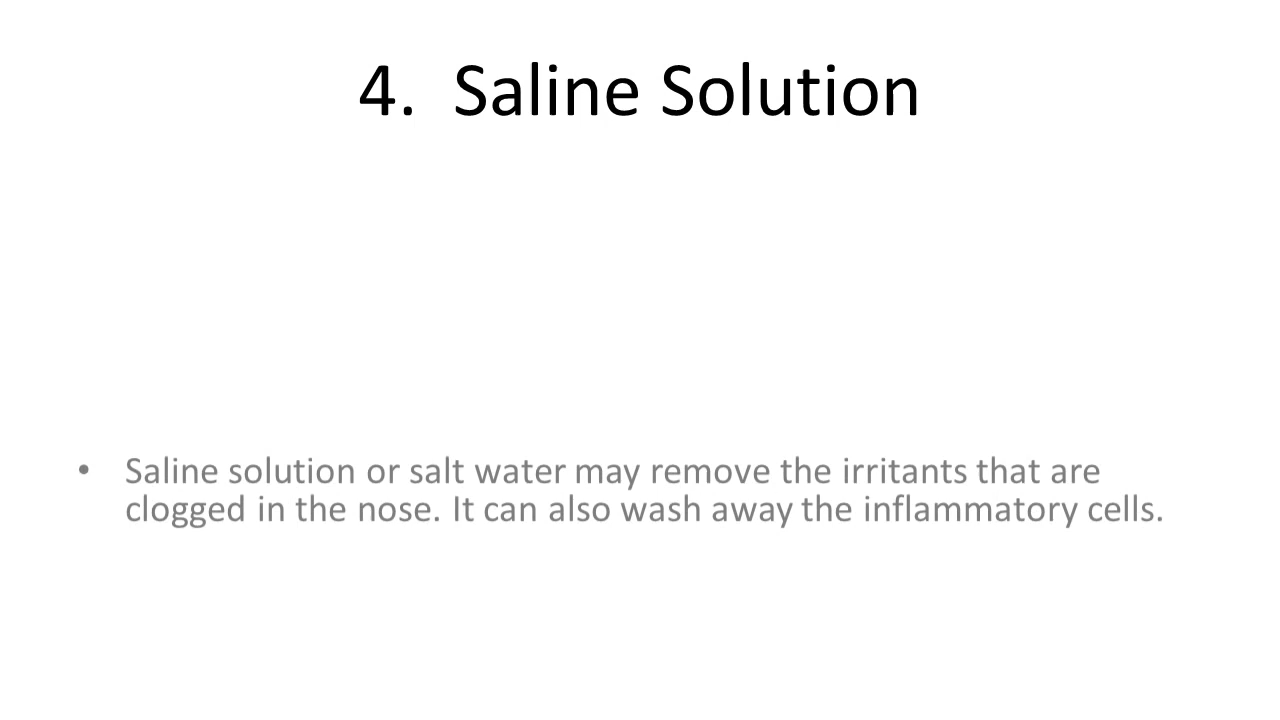 4.  Saline Solution
• Saline solution or salt water may remove the irritants that are
clogged in the nose. It can also wash away the inflammatory cells.